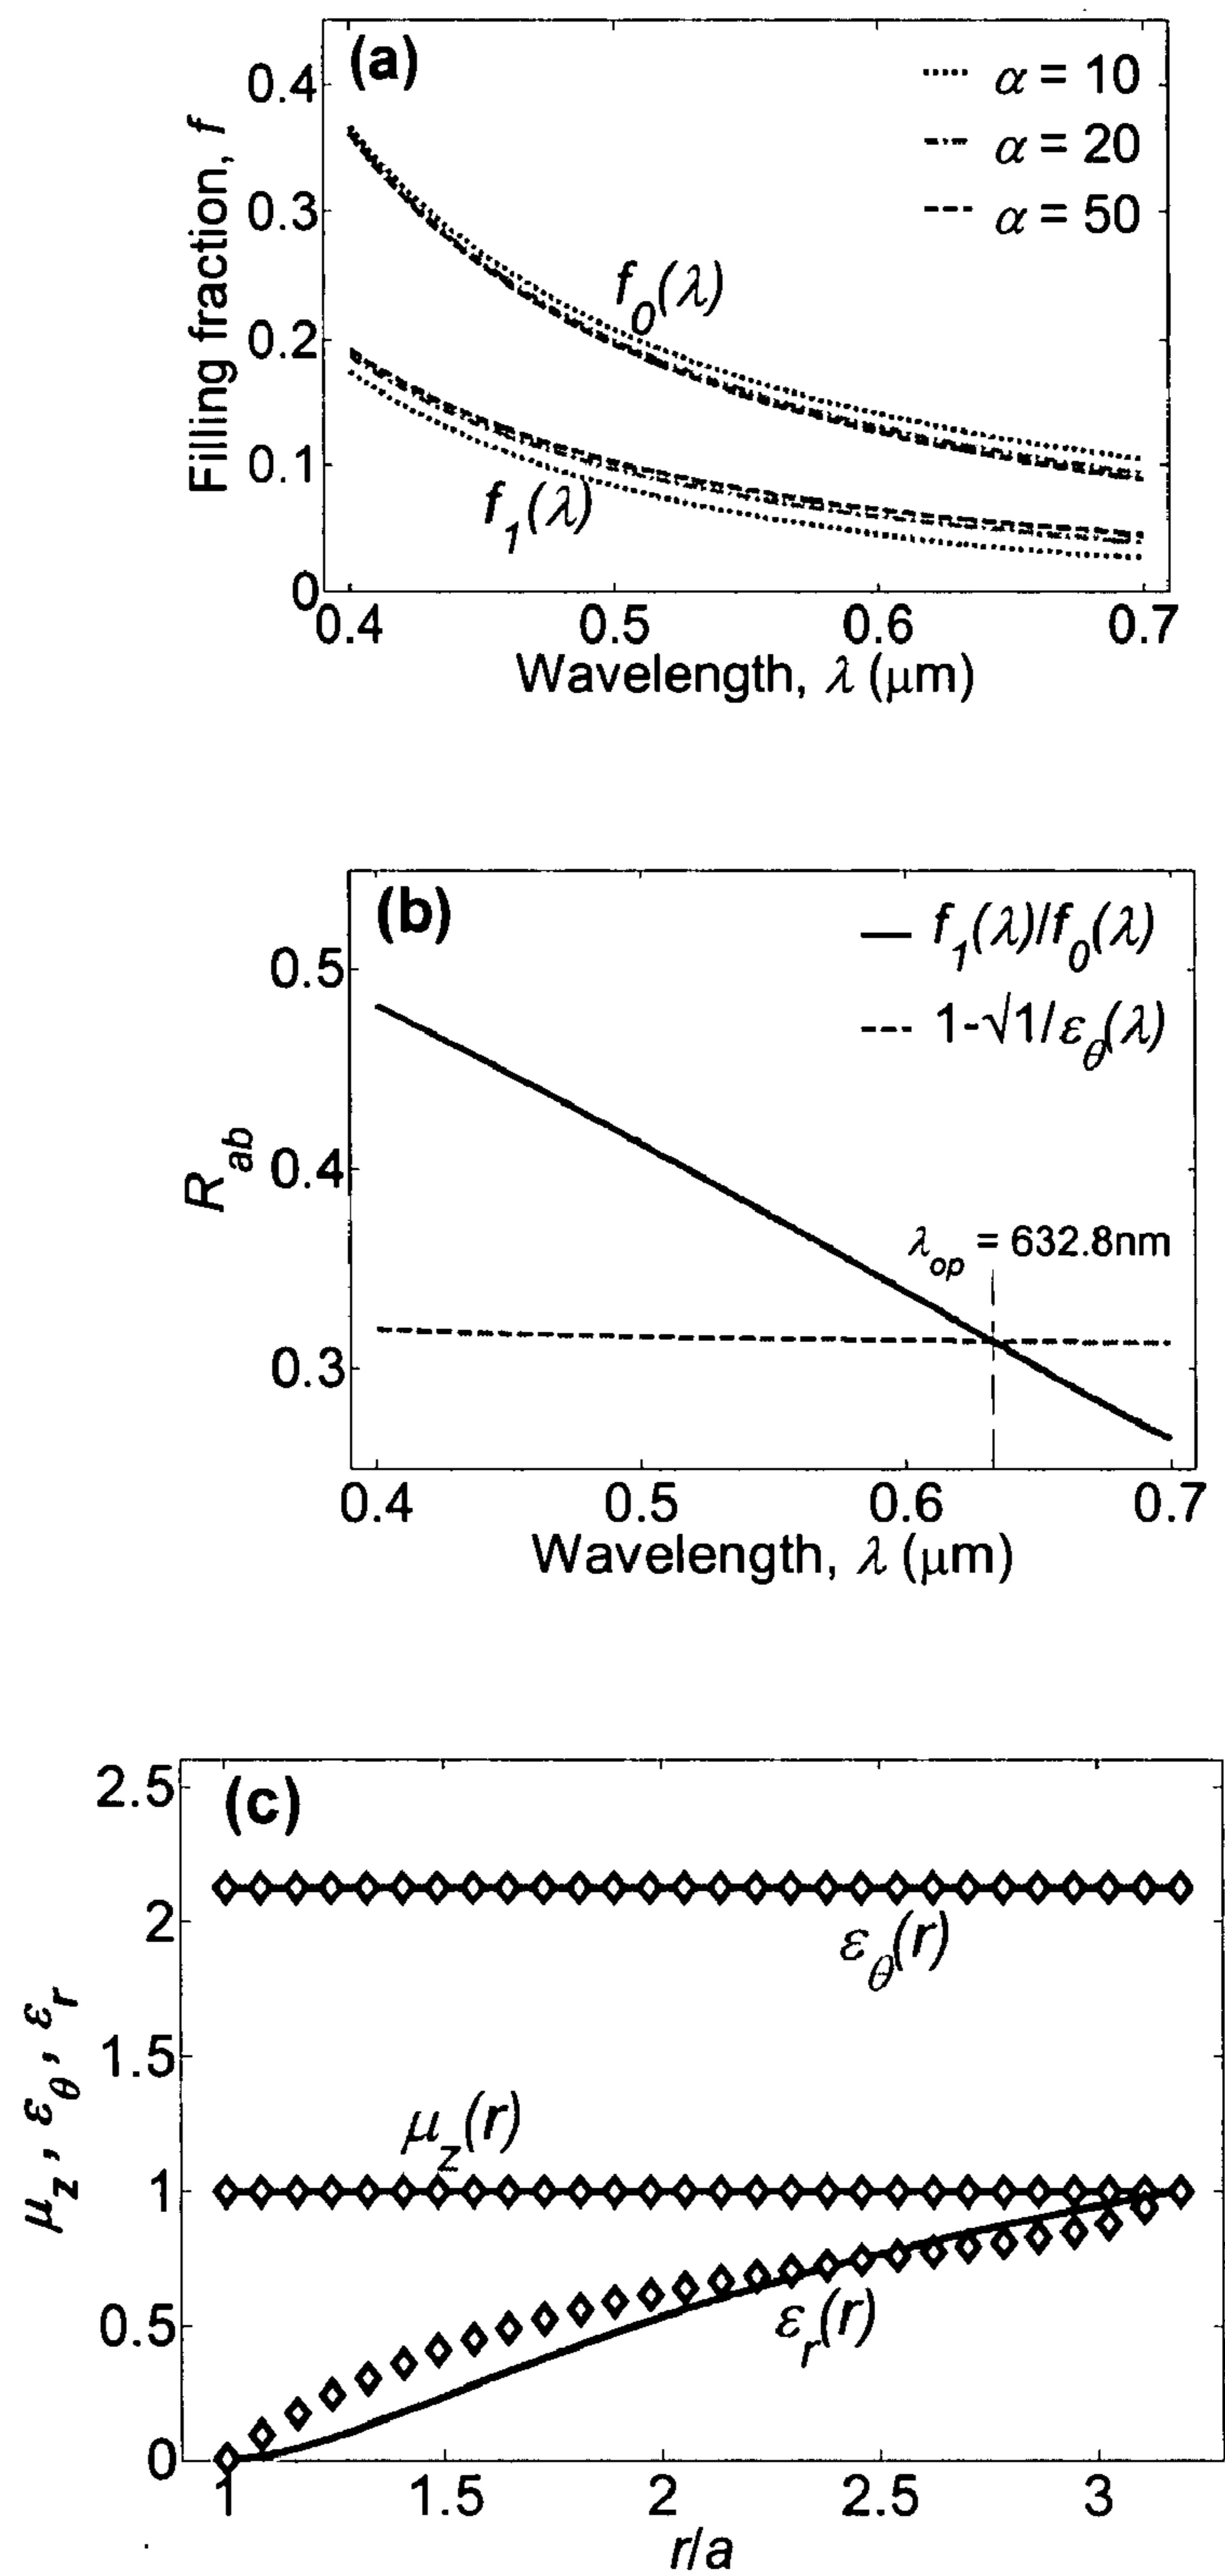 (a)
α = 10
α = 20
α = 50
0.4
0.3
0.2
0.1
0
Filling fraction, f
f0(λ)
f1(λ)
0.4 0.5 0.6 0.7
Wavelength, λ (μm)
(b)
f1(λ)/f0(λ)
1-√1/εθ(λ)
0.5
0.4
0.3
Rab
λop = 632.8nm
0.4 0.5 0.6 0.7
Wavelength, λ (μm)
(c)
2.5
2
1.5
1
0.5
0
μz, εθ, εr
εθ(r)
μz(r)
εr(r)
1 1.5 2 2.5 3
r/a